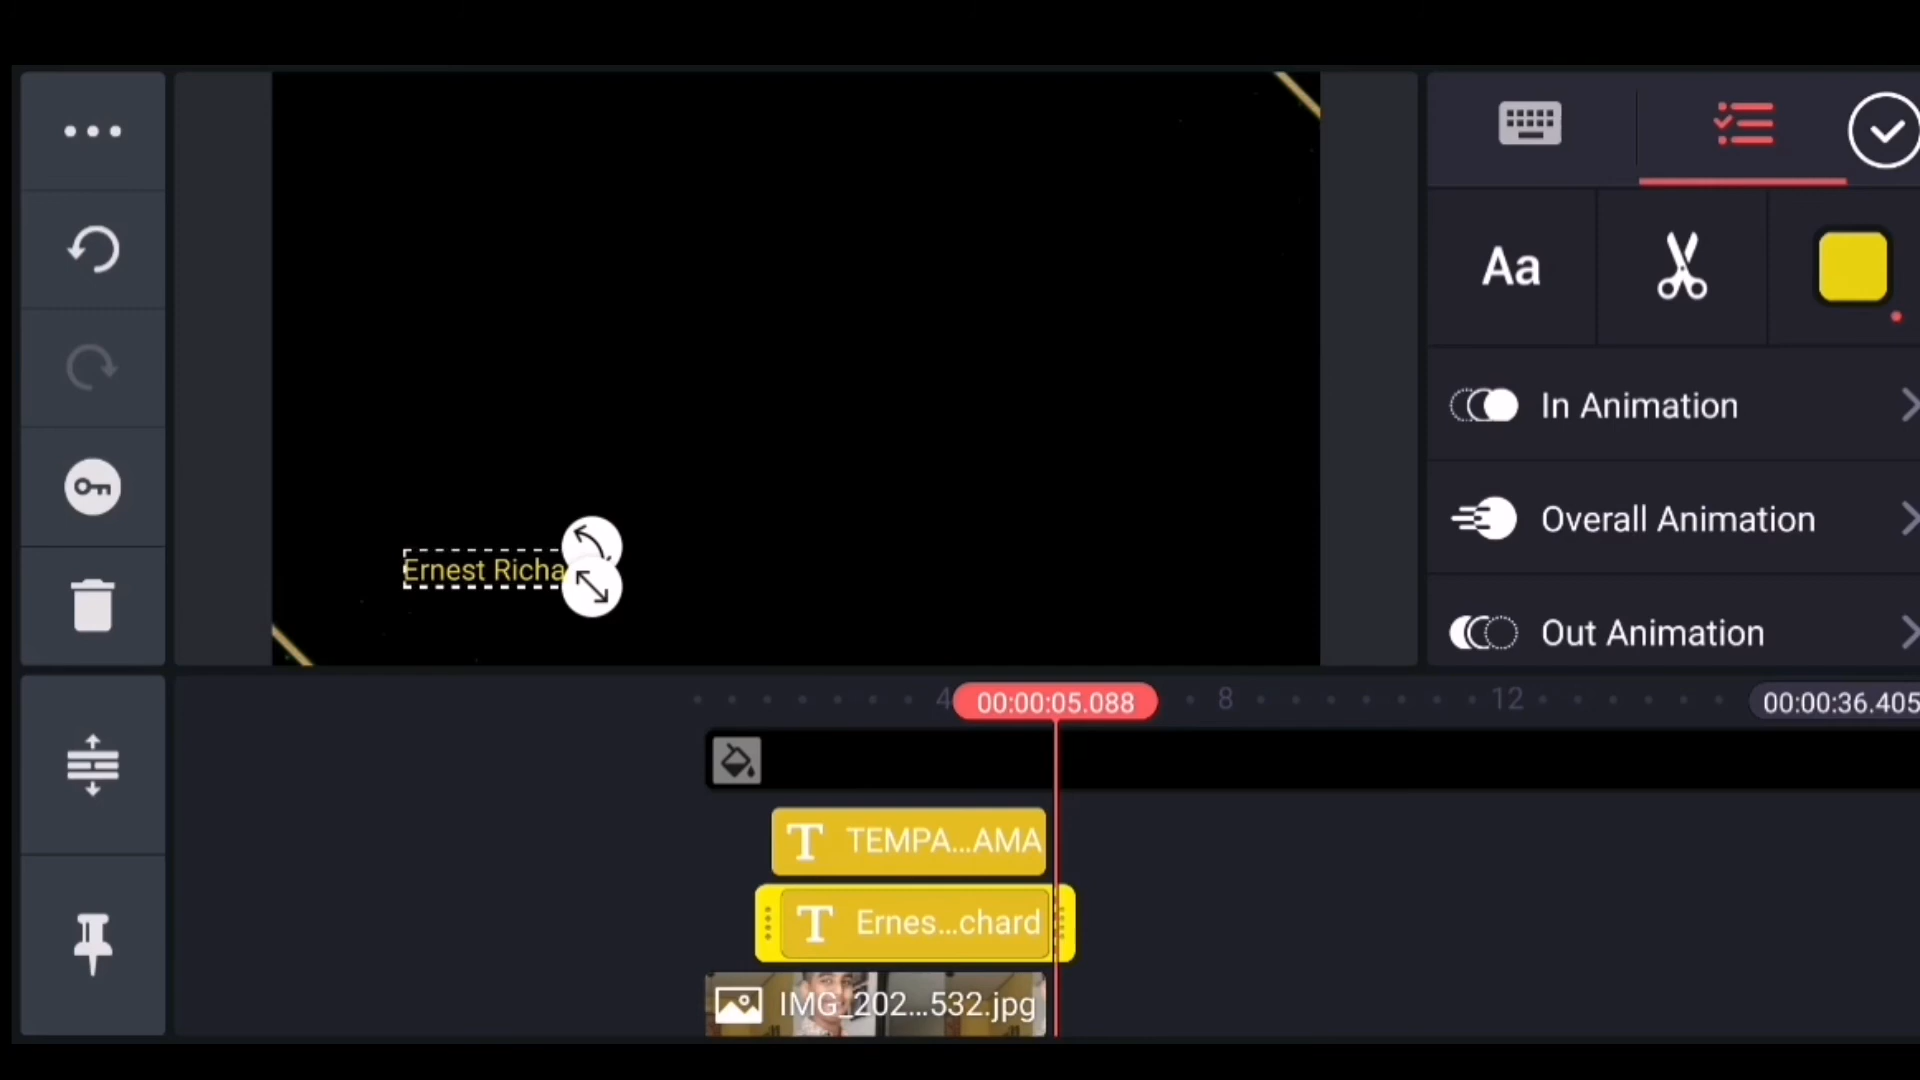 Aa
In Animation
Overall Animation
Out Animation
Ernest Richa
4
00:00:05.088
8
12
00:00:36.405
T TEMPA...AMA
T Ernes...chard
IMG_202...532.jpg